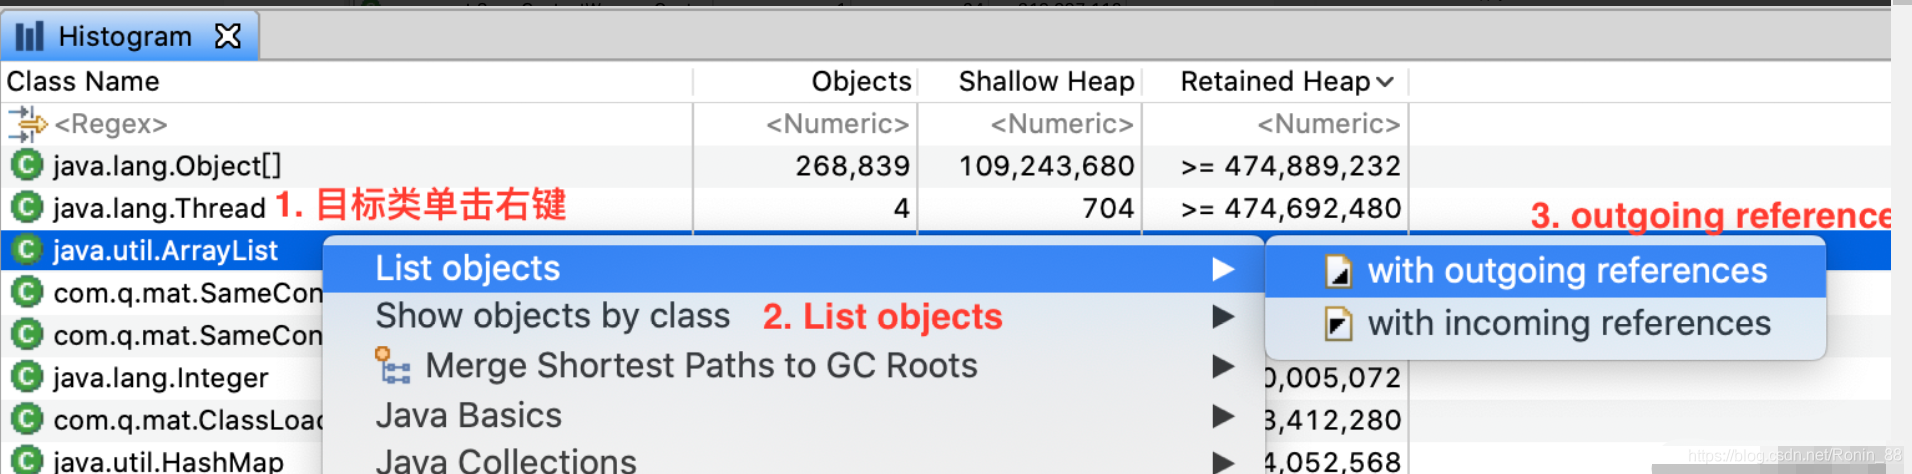 Histogram
Class Name Objects Shallow Heap Retained Heap
<Regex> <Numeric> <Numeric> <Numeric>
java.lang.Object[] 268,839 109,243,680 >= 474,889,232
java.lang.Thread 1. 目标类单击右键 4 704 >= 474,692,480
3. outgoing reference
java.util.ArrayList
List objects
with outgoing references
com.q.mat.SameCon
Show objects by class 2. List objects
with incoming references
com.q.mat.SameCon
Merge Shortest Paths to GC Roots
java.lang.Integer 0,005,072
Java Basics
com.q.mat.ClassLoad 3,412,280
Java Collections
java.util.HashMap 4,052,568
https://blog.csdn.net/Ronin_88